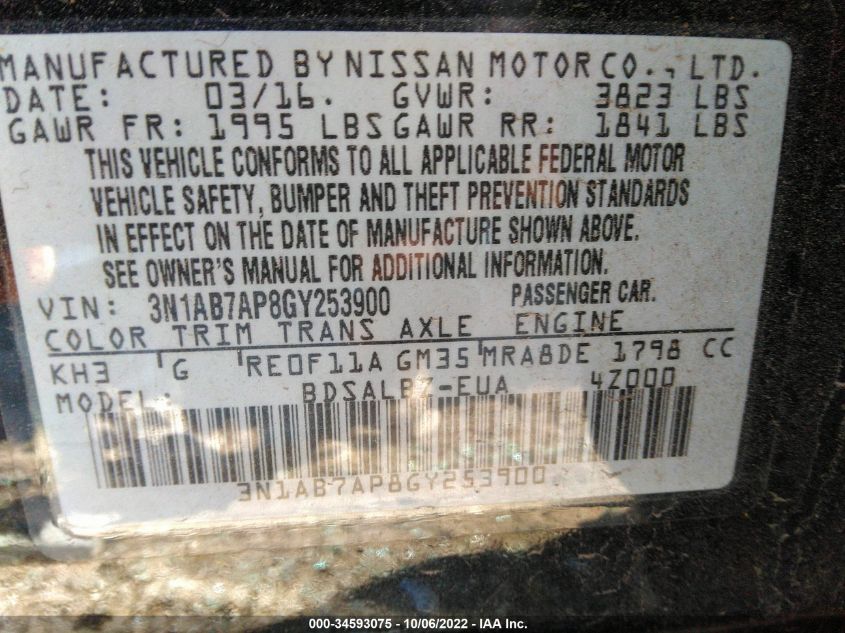 MANUFACTURED BY NISSAN MOTOR CO., LTD.
DATE: 03/16. GVWR: 3823 LBS
GAWR FR: 1995 LBS GAWR RR: 1841 LBS
THIS VEHICLE CONFORMS TO ALL APPLICABLE FEDERAL MOTOR
VEHICLE SAFETY, BUMPER AND THEFT PREVENTION STANDARDS
IN EFFECT ON THE DATE OF MANUFACTURE SHOWN ABOVE.
SEE OWNER'S MANUAL FOR ADDITIONAL INFORMATION.
VIN: 3N1AB7AP8GY253900 PASSENGER CAR.
COLOR TRIM TRANS AXLE ENGINE
KH3 G RE0F11A GM35 MRA8DE 1798 CC
MODEL: BDSALBZ-EUA 4Z000
3N1AB7AP8GY253900
000-34593075 - 10/06/2022 - IAA Inc.